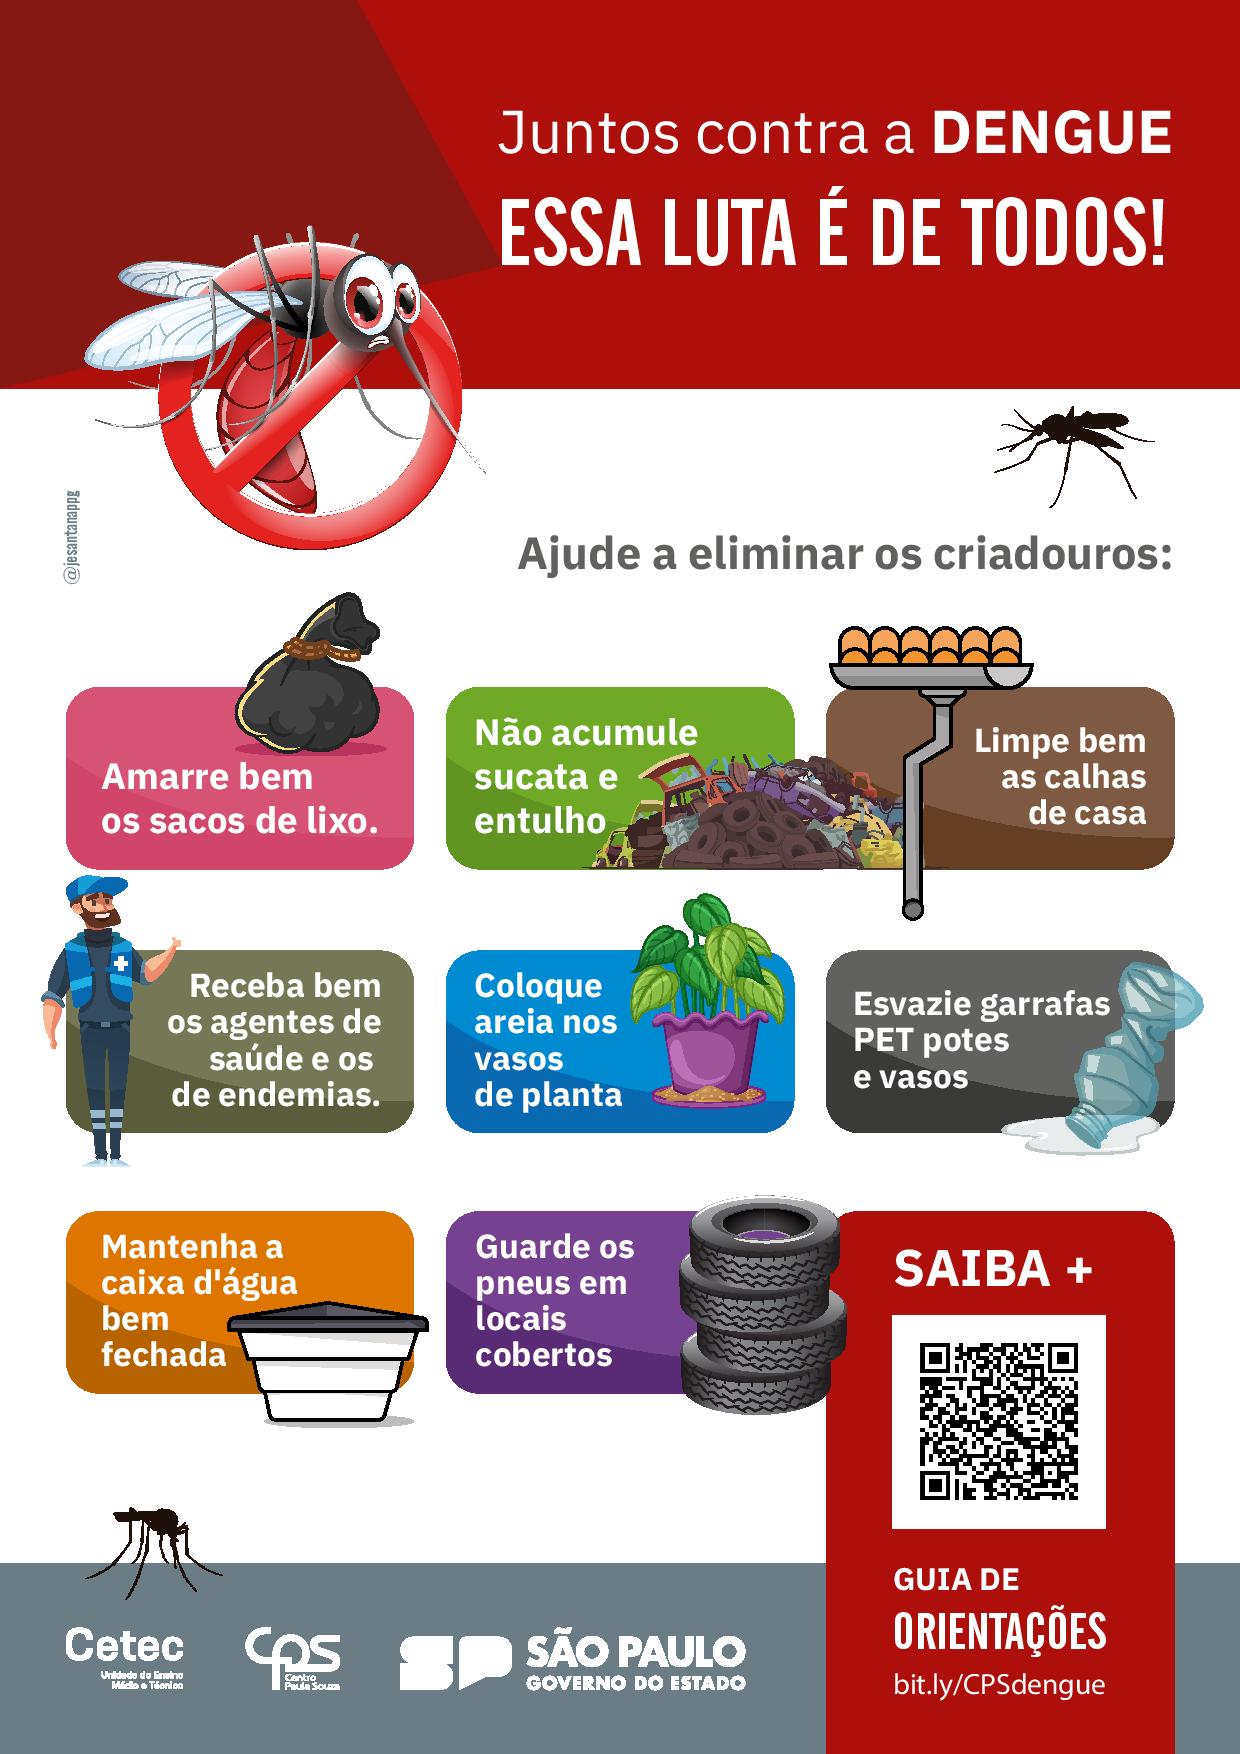 Juntos contra a DENGUE
ESSA LUTA É DE TODOS!
@jesantanappg
Ajude a eliminar os criadouros:
Amarre bem
os sacos de lixo.
Não acumule
sucata e
entulho
Limpe bem
as calhas
de casa
Receba bem
os agentes de
saúde e os
de endemias.
Coloque
areia nos
vasos
de planta
Esvazie garrafas
PET potes
e vasos
Mantenha a
caixa d'água
bem
fechada
Guarde os
pneus em
locais
cobertos
SAIBA +
GUIA DE
ORIENTAÇÕES
bit.ly/CPSdengue
Cetec
Unidade do Ensino
Médio e Técnico
CPS
Centro
Paula Souza
SP
SÃO PAULO
GOVERNO DO ESTADO